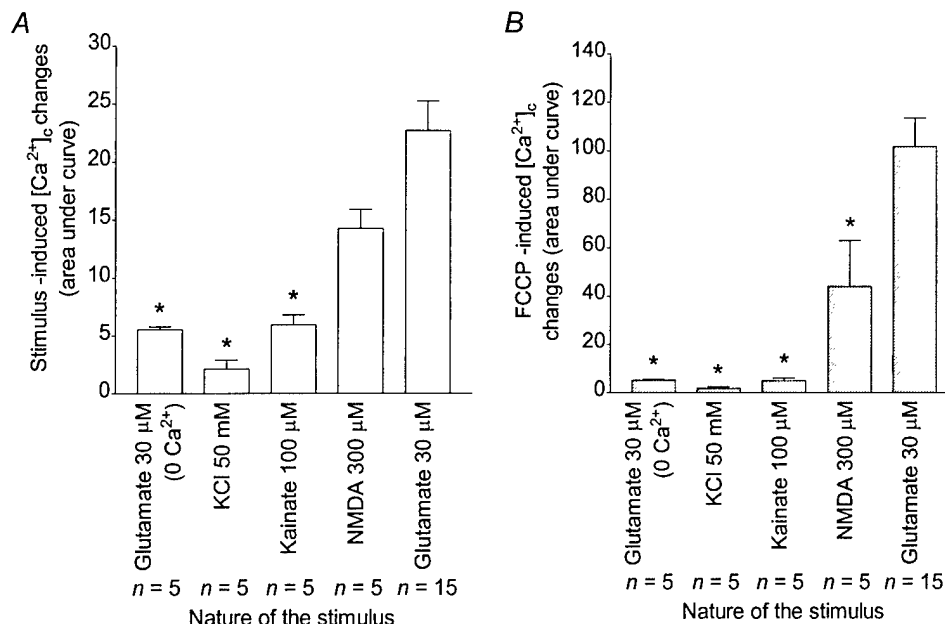 A
Stimulus -induced [Ca²⁺]c changes
(area under curve)
30
25
20
15
10
5
0
*
*
*
Glutamate 30 µM
(0 Ca²⁺)
KCl 50 mM
Kainate 100 µM
NMDA 300 µM
Glutamate 30 µM
n = 5 n = 5 n = 5 n = 5 n = 15
Nature of the stimulus
B
FCCP -induced [Ca²⁺]c
changes (area under curve)
140
120
100
80
60
40
20
0
*
*
*
*
Glutamate 30 µM
(0 Ca²⁺)
KCl 50 mM
Kainate 100 µM
NMDA 300 µM
Glutamate 30 µM
n = 5 n = 5 n = 5 n = 5 n = 15
Nature of the stimulus